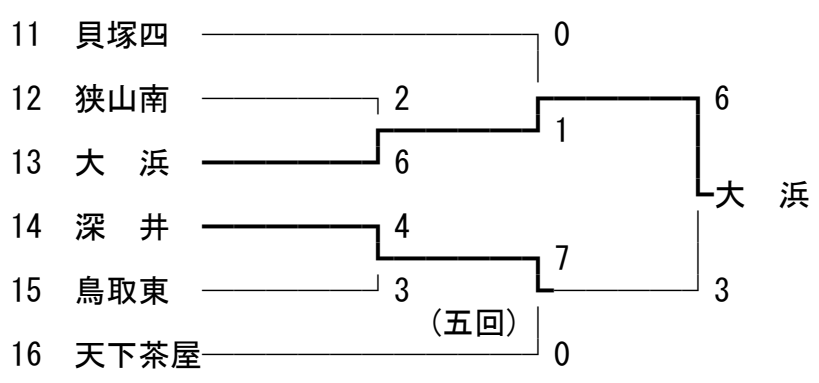 11 貝塚四 0
12 狭山南 2 6
1
13 大　浜 6
大　浜
14 深　井 4
7
15 鳥取東 3 3
(五回)
16 天下茶屋 0